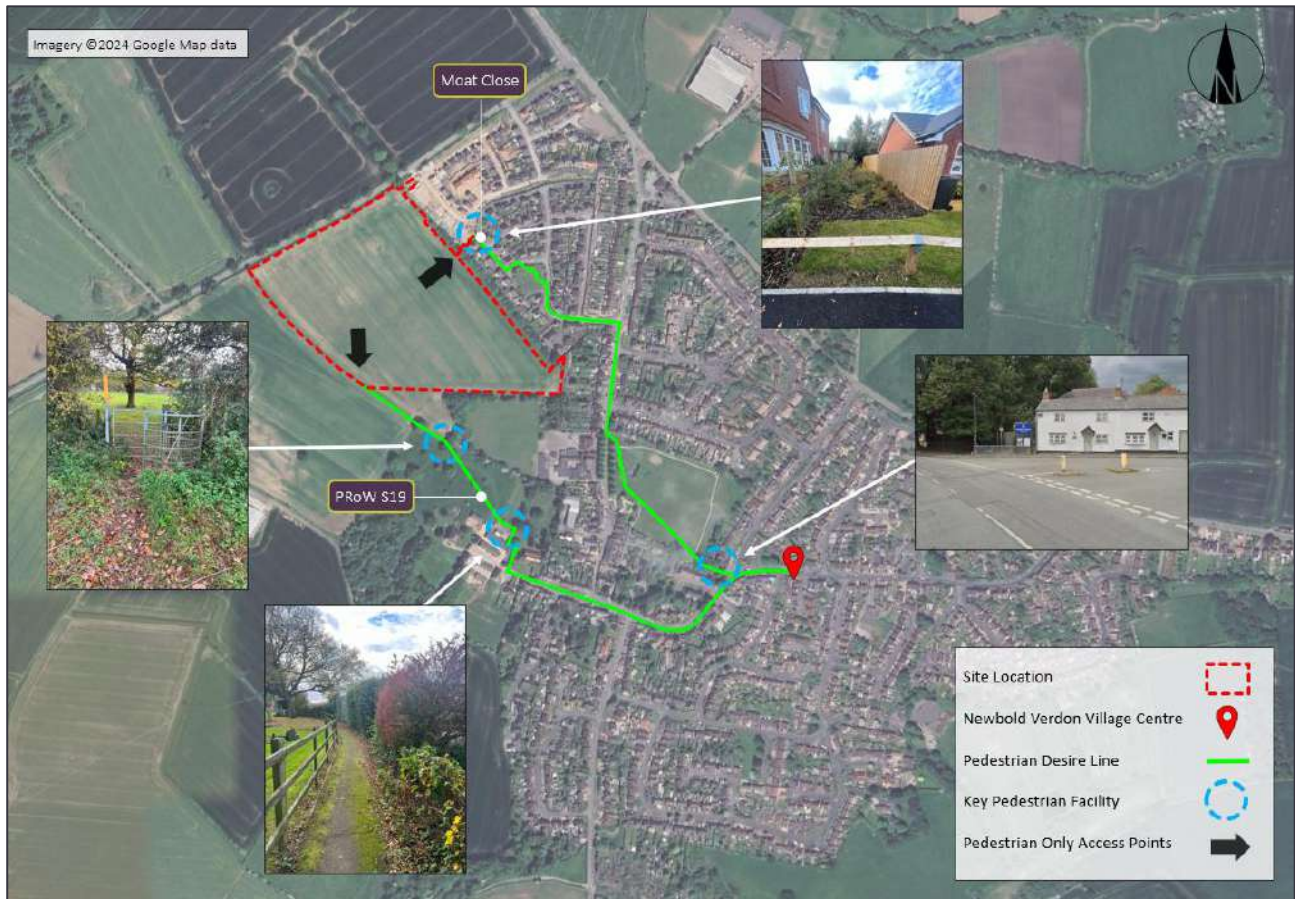 Imagery ©2024 Google Map data
Moat Close
N
PRoW S19
Site Location
Newbold Verdon Village Centre
Pedestrian Desire Line
Key Pedestrian Facility
Pedestrian Only Access Points